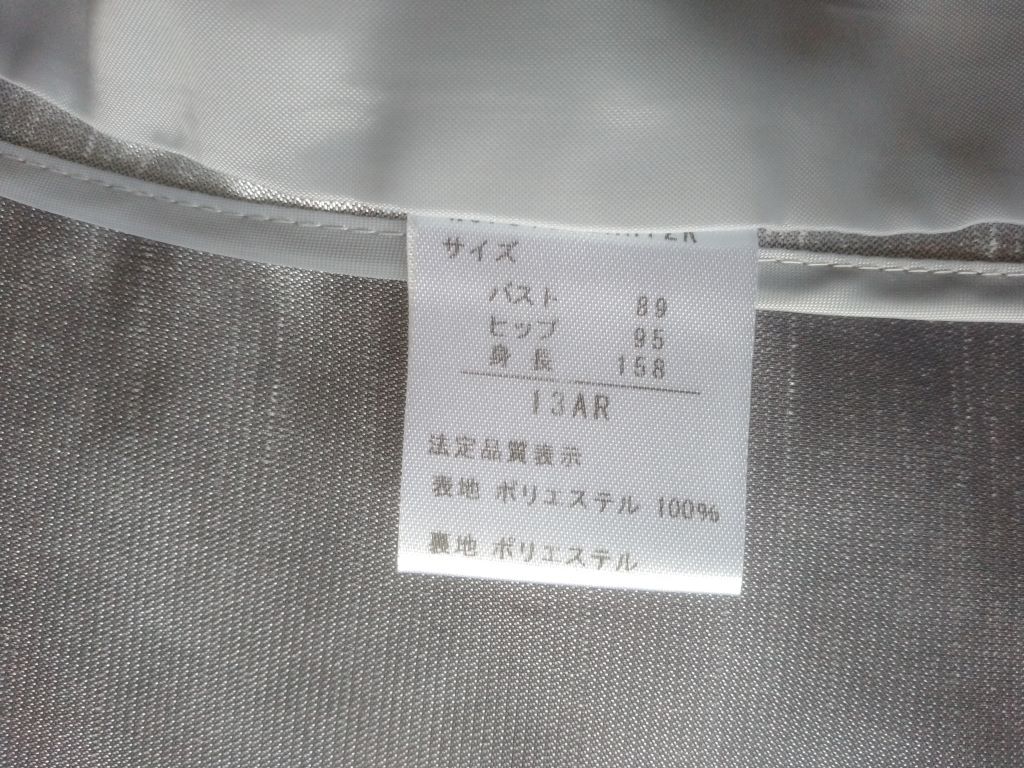 サイズ
バスト 89
ヒップ 95
身長 158
13AR
法定品質表示
表地 ポリエステル 100%
裏地 ポリエステル